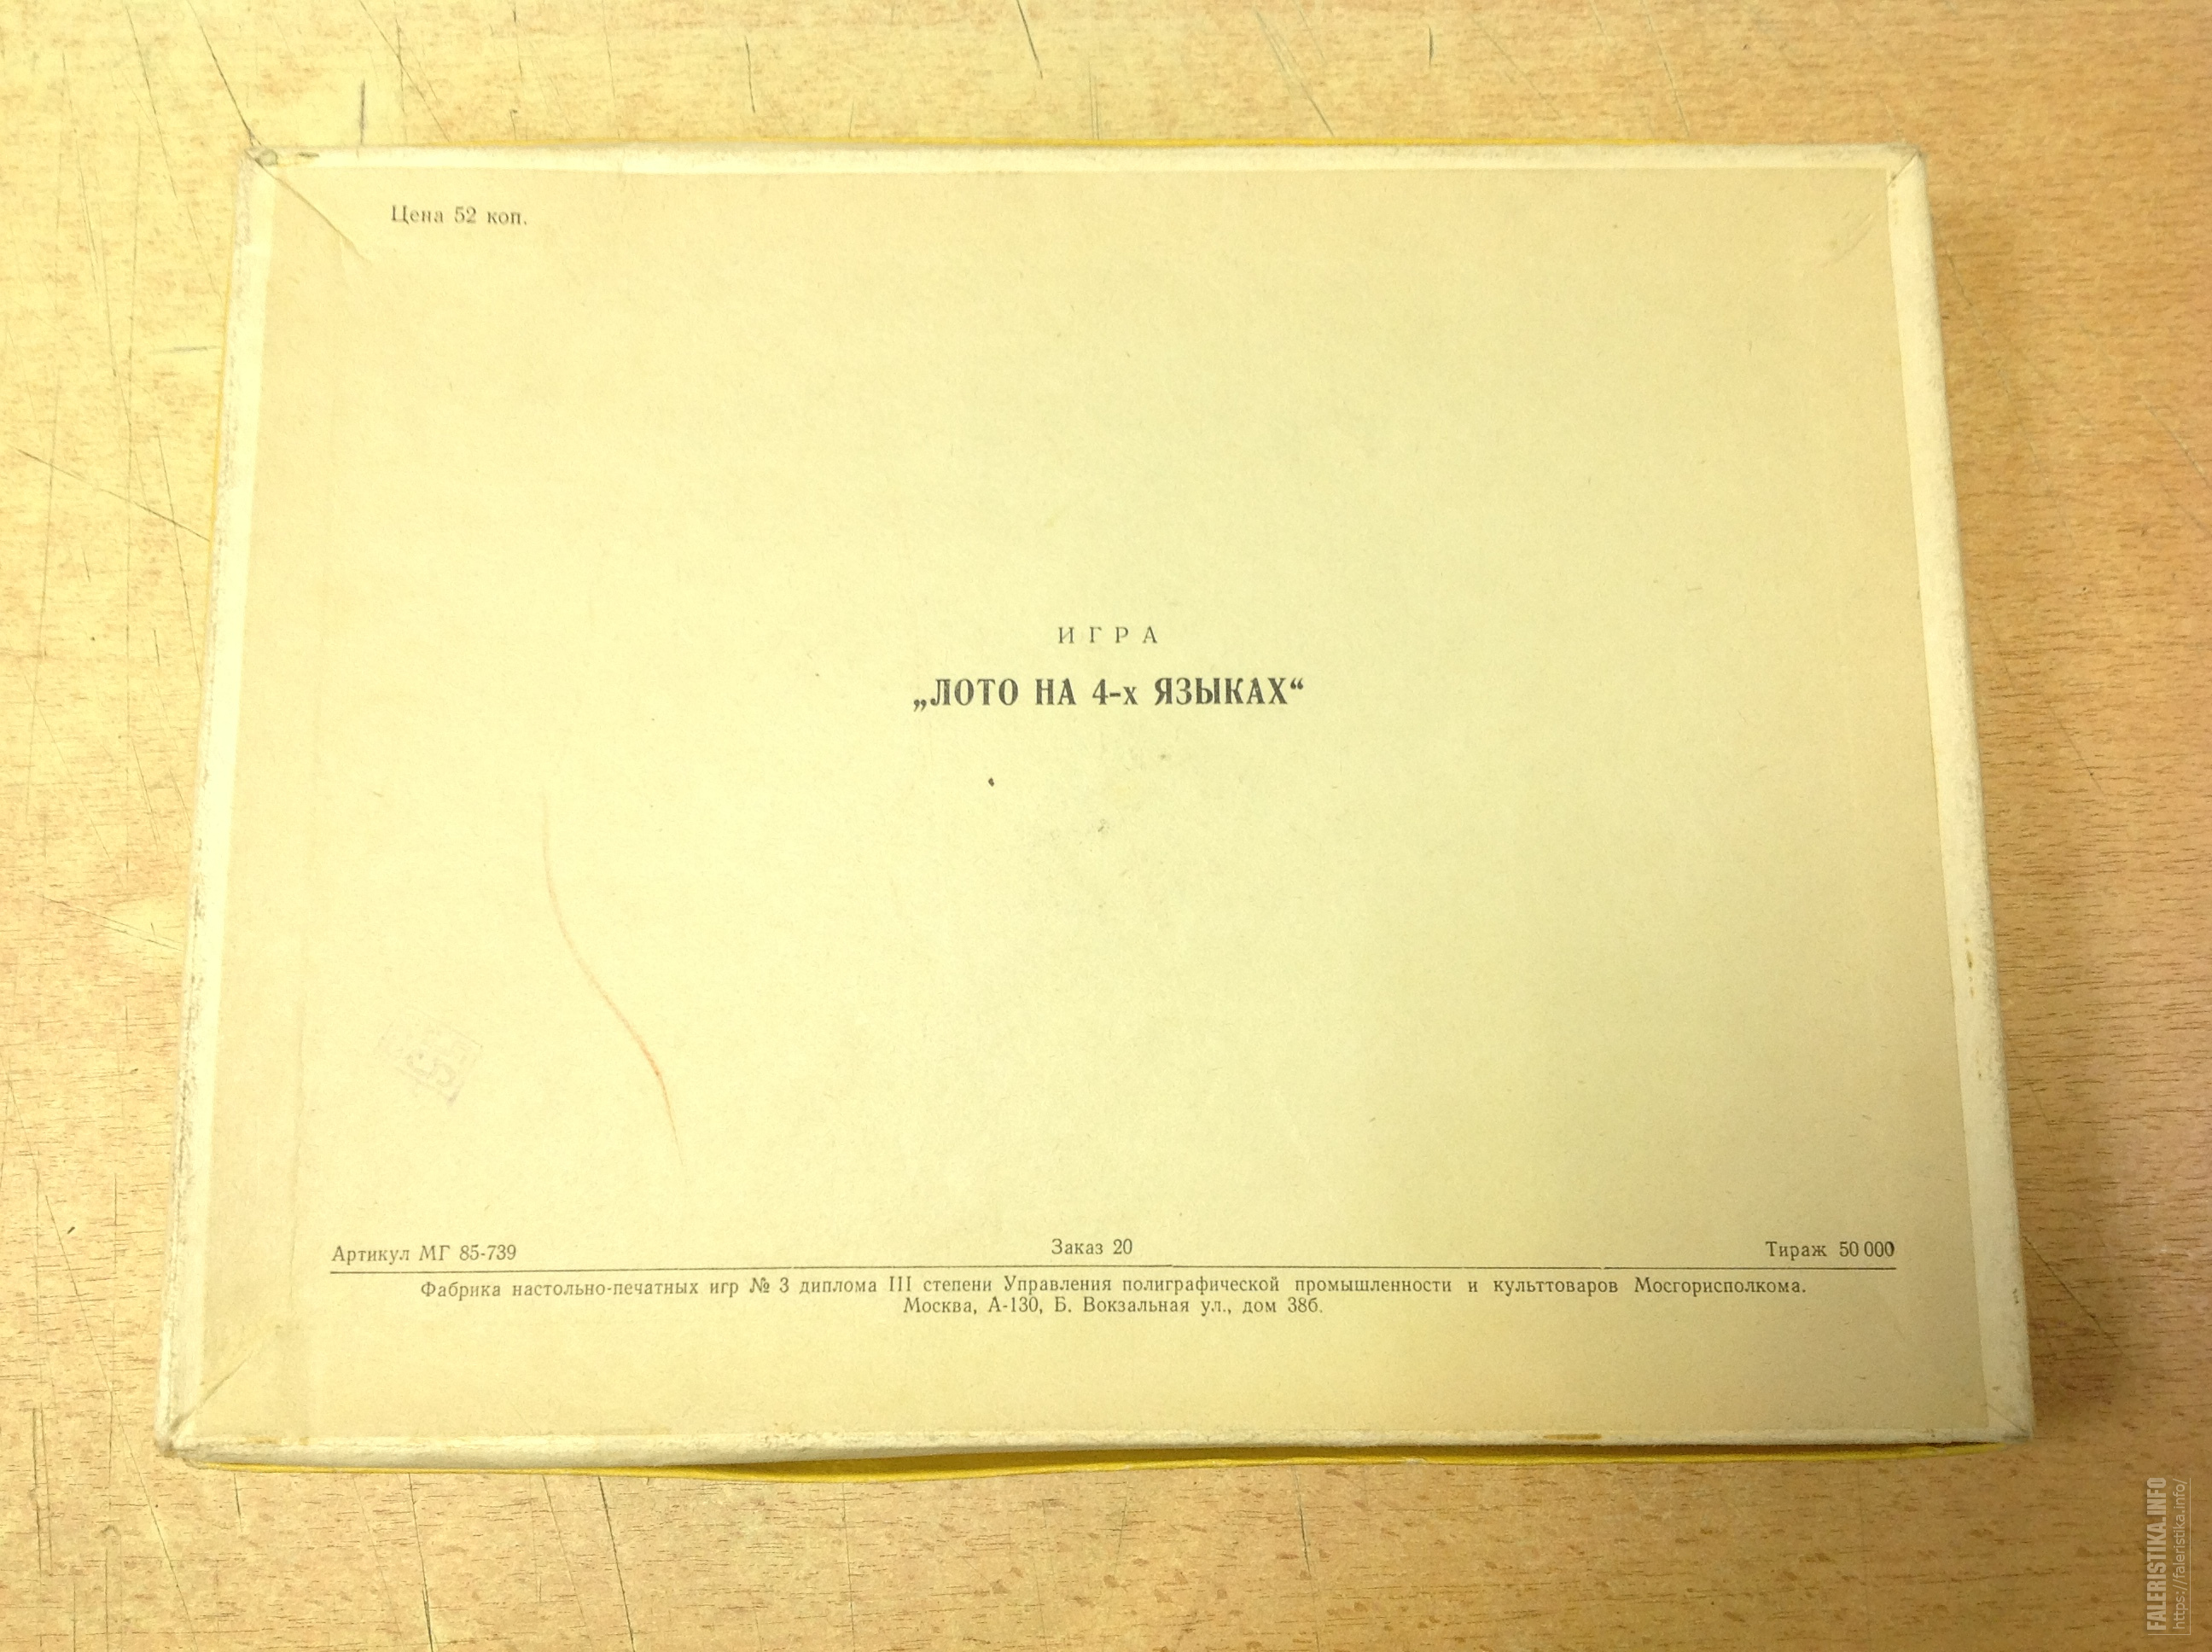 Цена 52 коп.
ИГРА
„ЛОТО НА 4-х ЯЗЫКАХ“
Артикул МГ 85-739
Заказ 20
Тираж 50 000
Фабрика настольно-печатных игр № 3 диплома III степени Управления полиграфической промышленности и культтоваров Мосгорисполкома.
Москва, А-130, Б. Вокзальная ул., дом 38б.
FALERISTIKA.INFO
https://faleristika.info/